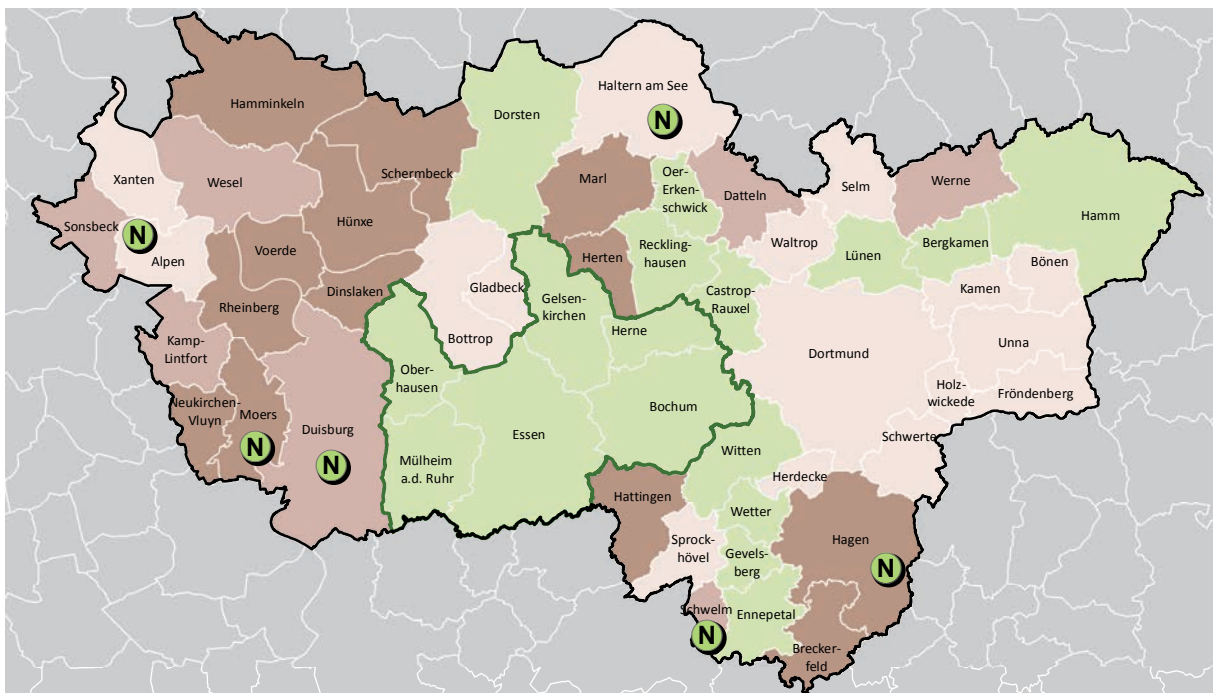 Haltern am See
N
Hamminkeln
Dorsten
Schermbeck
Marl
Oer-
Erken-
schwick
Xanten
Wesel
Datteln
Selm
Werne
Hamm
Sonsbeck
N
Alpen
Hünxe
Voerde
Herten
Reckling-
hausen
Waltrop
Lünen
Bergkamen
Bönen
Dinslaken
Rheinberg
Gladbeck
Gelsen-
kirchen
Castrop-
Rauxel
Kamen
Kamp-
Lintfort
Bottrop
Herne
Dortmund
Unna
Ober-
hausen
Holz-
wickede
Fröndenberg
Neukirchen-
Vluyn
Moers
N
Duisburg
N
Essen
Bochum
Schwerte
Mülheim
a.d. Ruhr
Witten
Herdecke
Hattingen
Wetter
Sprock-
hövel
Gevels-
berg
Hagen
N
Schwelm
N
Ennepetal
Brecker-
feld